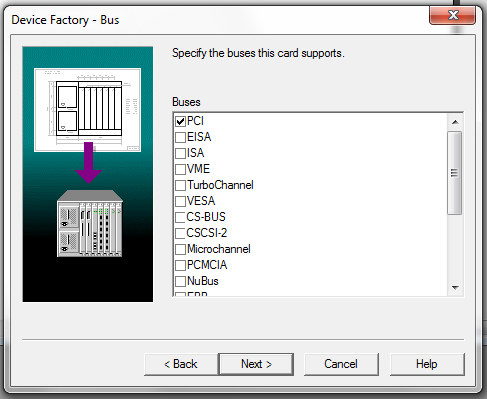 Device Factory - Bus
Specify the buses this card supports.
Buses
PCI
EISA
ISA
VME
TurboChannel
VESA
CS-BUS
CSCSI-2
Microchannel
PCMCIA
NuBus
< Back
Next >
Cancel
Help